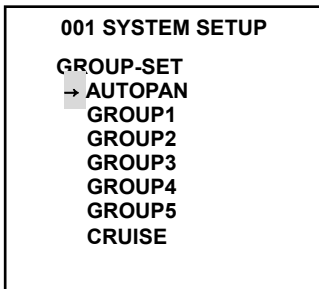 001 SYSTEM SETUP
GROUP-SET
→ AUTOPAN
GROUP1
GROUP2
GROUP3
GROUP4
GROUP5
CRUISE